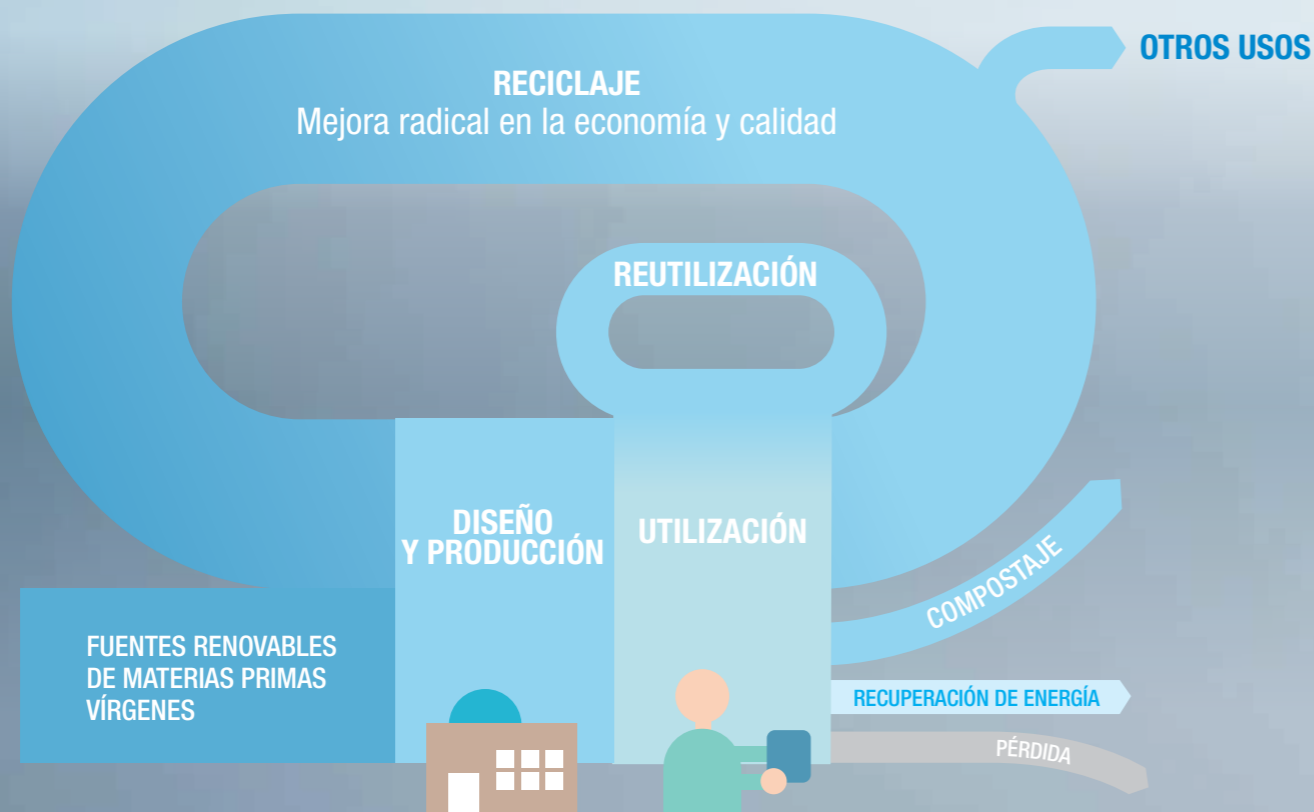 OTROS USOS
RECICLAJE
Mejora radical en la economía y calidad
REUTILIZACIÓN
DISEÑO
Y PRODUCCIÓN
UTILIZACIÓN
FUENTES RENOVABLES
DE MATERIAS PRIMAS
VÍRGENES
COMPOSTAJE
RECUPERACIÓN DE ENERGÍA
PÉRDIDA